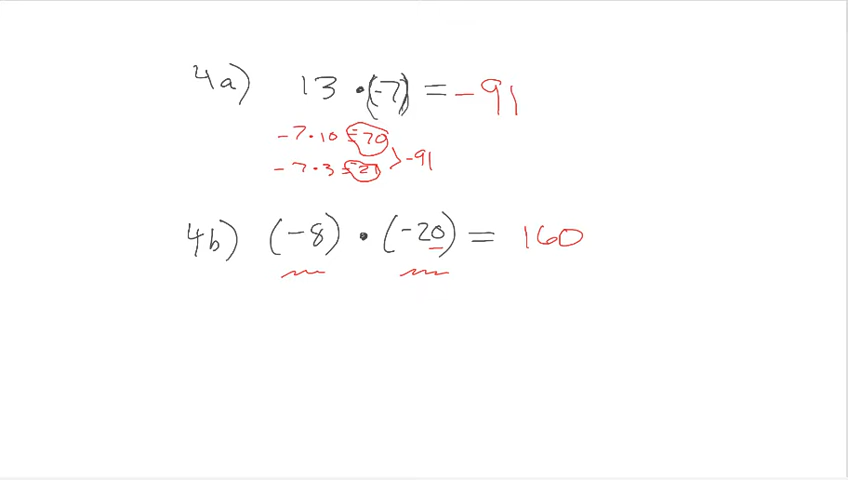 4a) 13 · (-7) = -91
-7·10 = -70
-7·3 = -21 > -91
4b) (-8) · (-20) = 160